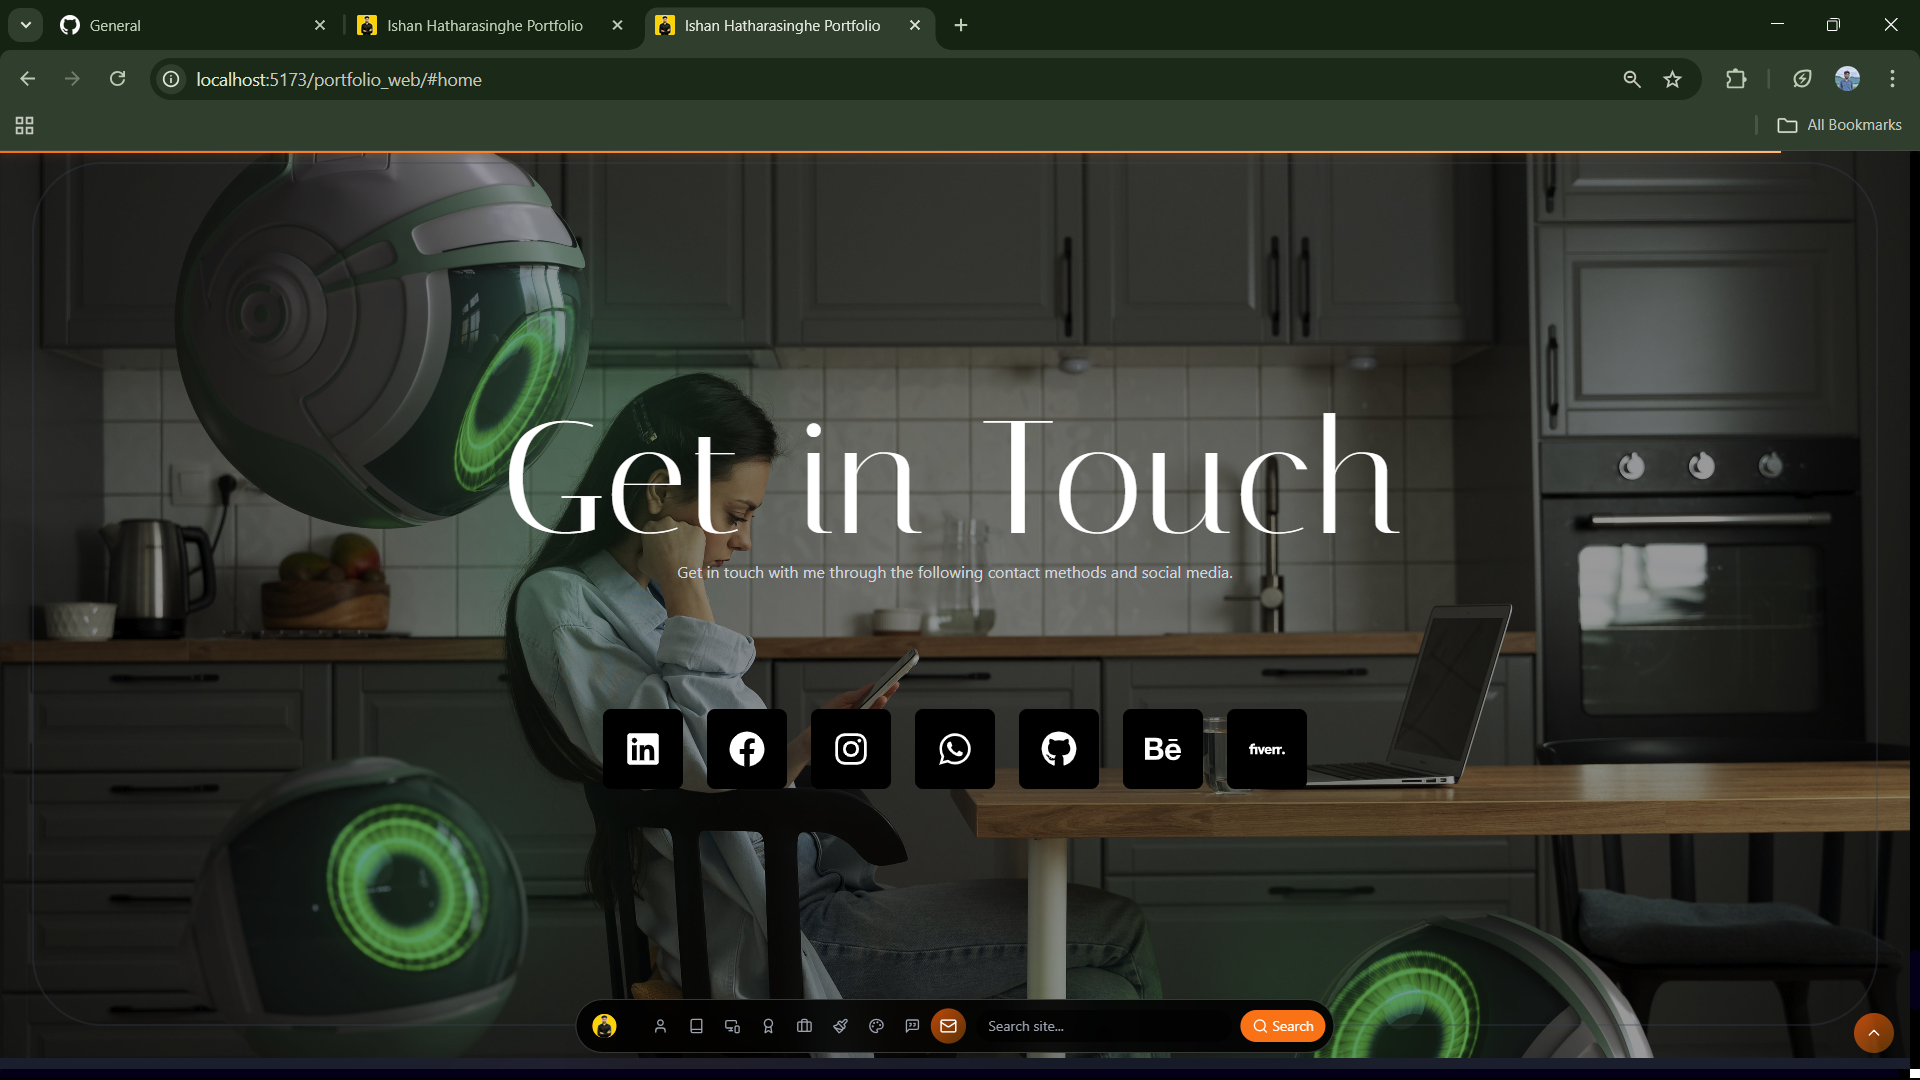 General
Ishan Hatharasinghe Portfolio
Ishan Hatharasinghe Portfolio
localhost:5173/portfolio_web/#home
All Bookmarks
Get in Touch
Get in touch with me through the following contact methods and social media.
in
Bē
fiverr.
Search site...
Search